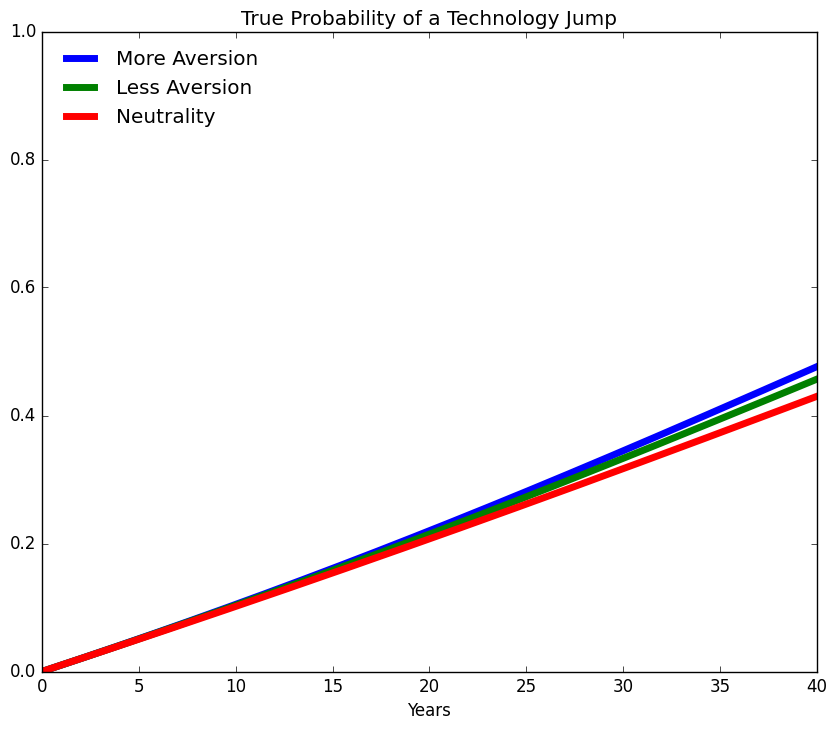 True Probability of a Technology Jump
1.0
More Aversion
Less Aversion
Neutrality
0.8
0.6
0.4
0.2
0.0
0 5 10 15 20 25 30 35 40
Years